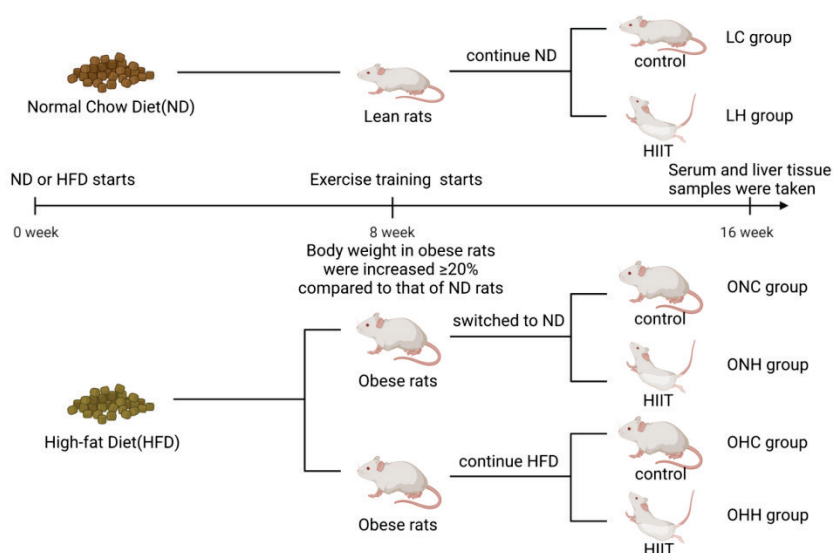 Normal Chow Diet(ND)
Lean rats
continue ND
control
LC group
HIIT
LH group
ND or HFD starts
Exercise training starts
Serum and liver tissue
samples were taken
0 week
8 week
16 week
Body weight in obese rats
were increased ≥20%
compared to that of ND rats
High-fat Diet(HFD)
Obese rats
switched to ND
control
ONC group
HIIT
ONH group
Obese rats
continue HFD
control
OHC group
HIIT
OHH group